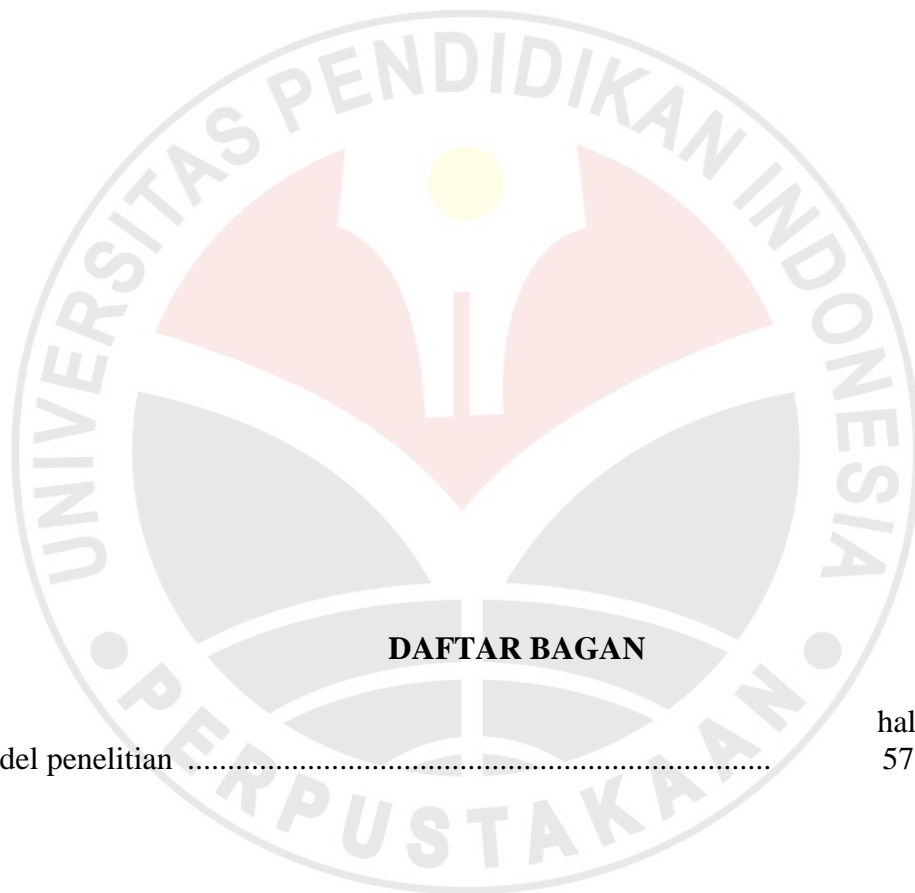 UNIVERSITAS PENDIDIKAN INDONESIA
PERPUSTAKAAN
DAFTAR BAGAN
hal
del penelitian ........................................................................... 57